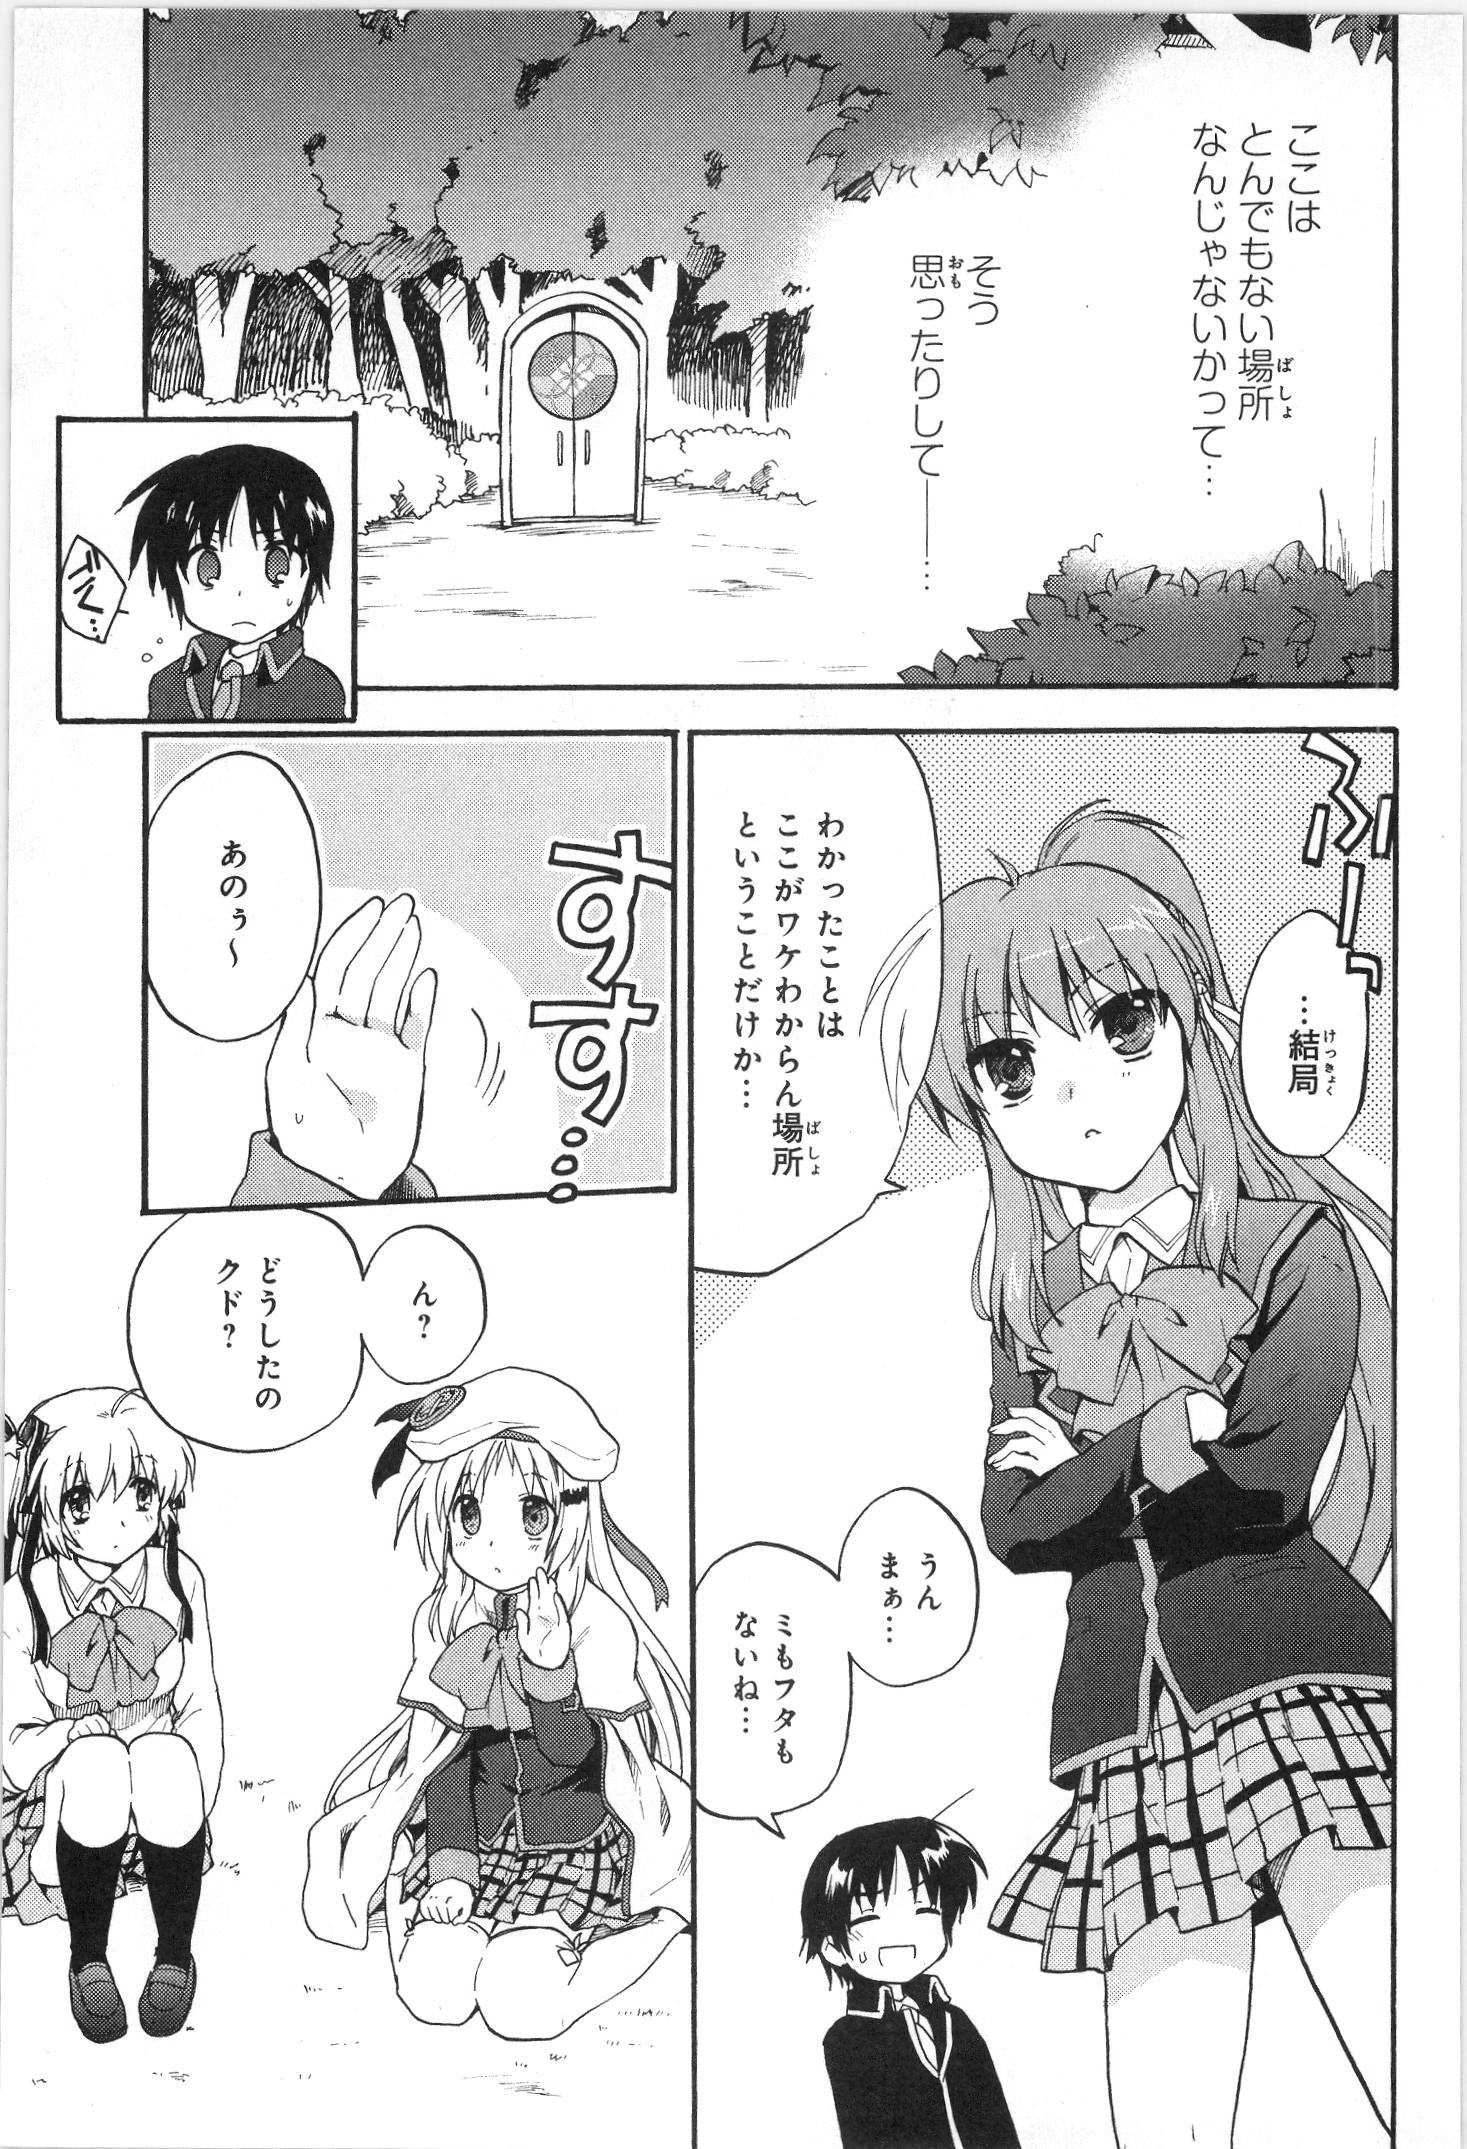 ここは
とんでもない場所
なんじゃないかって…
そう
思ったりして――……
ゾク…
ふぅーっ
…結局
わかったことは
ここがワケわからん場所
ということだけか…
うん
まぁ…
ミもフタも
ないね…
すす…
あのぅ～
ん？
どうしたの
クド？